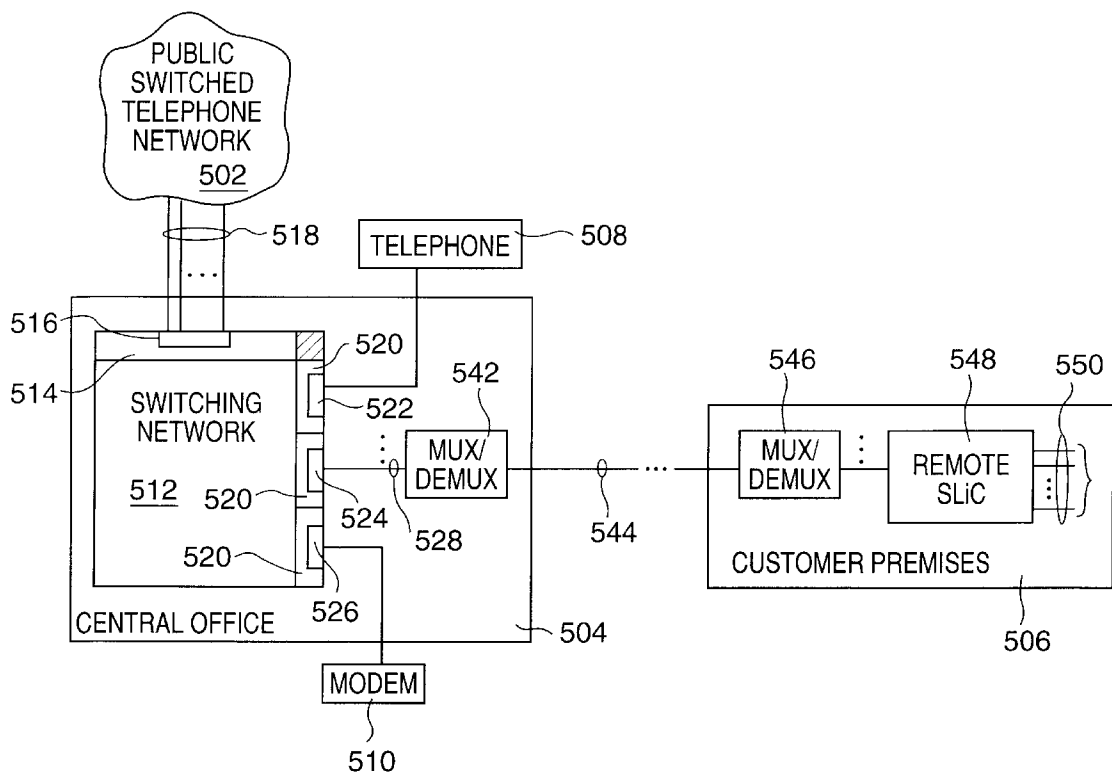 PUBLIC
SWITCHED
TELEPHONE
NETWORK
502
518
TELEPHONE
508
516
514
520
522
SWITCHING
NETWORK
512
542
MUX/
DEMUX
520
524
528
544
520
526
546
548
550
MUX/
DEMUX
REMOTE
SLiC
CUSTOMER PREMISES
506
CENTRAL OFFICE
504
MODEM
510